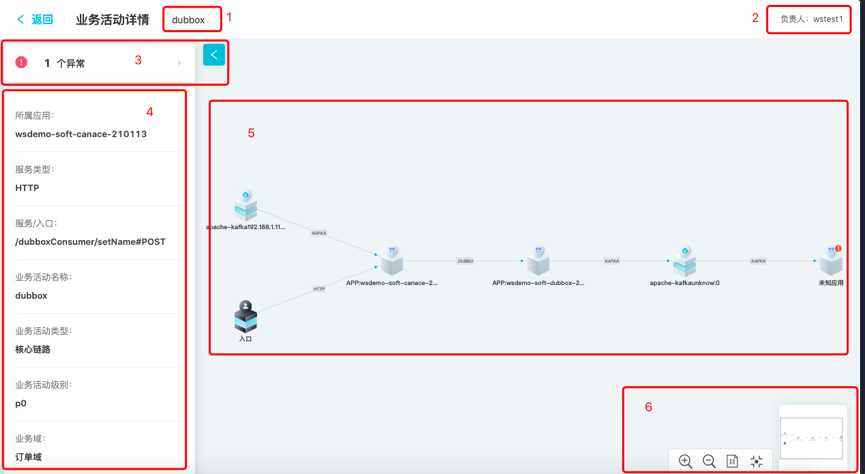 返回
业务活动详情
dubbox
1
2
负责人：wstest1
1 个异常
3
4
所属应用：
wsdemo-soft-canace-210113
服务类型：
HTTP
服务/入口：
/dubboxConsumer/setName#POST
业务活动名称：
dubbox
业务活动类型：
核心链路
业务活动级别：
p0
业务域：
订单域
5
apache-kafka192.168.1.11...
KAFKA
HTTP
入口
APP:wsdemo-soft-canace-2...
DUBBO
APP:wsdemo-soft-dubbox-2...
KAFKA
apache-kafkaunknow:0
KAFKA
未知应用
6